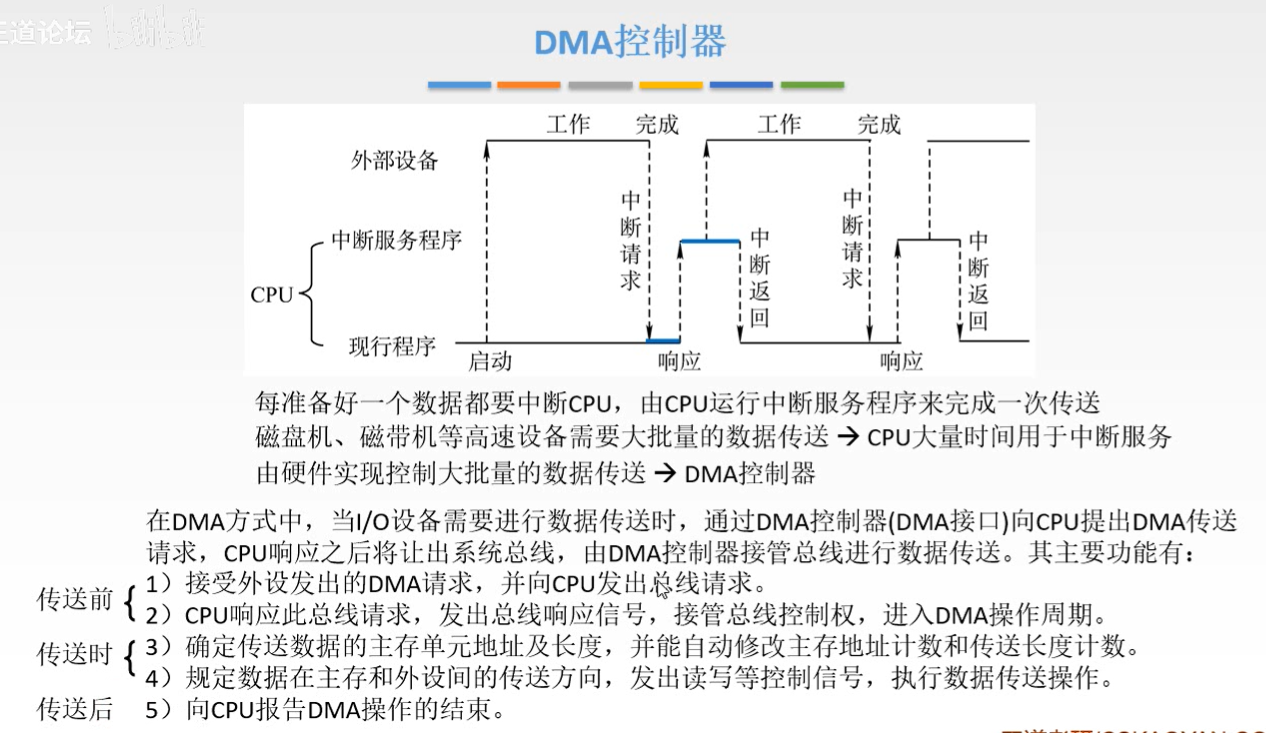 王道论坛
DMA控制器
工作 完成 工作 完成
外部设备
中断请求
中断请求
中断服务程序
中断返回
中断返回
CPU
现行程序
启动 响应 响应
每准备好一个数据都要中断CPU，由CPU运行中断服务程序来完成一次传送
磁盘机、磁带机等高速设备需要大批量的数据传送 → CPU大量时间用于中断服务
由硬件实现控制大批量的数据传送 → DMA控制器
在DMA方式中，当I/O设备需要进行数据传送时，通过DMA控制器(DMA接口)向CPU提出DMA传送
请求，CPU响应之后将让出系统总线，由DMA控制器接管总线进行数据传送。其主要功能有：
传送前
1）接受外设发出的DMA请求，并向CPU发出总线请求。
2）CPU响应此总线请求，发出总线响应信号，接管总线控制权，进入DMA操作周期。
传送时
3）确定传送数据的主存单元地址及长度，并能自动修改主存地址计数和传送长度计数。
4）规定数据在主存和外设间的传送方向，发出读写等控制信号，执行数据传送操作。
传送后 5）向CPU报告DMA操作的结束。